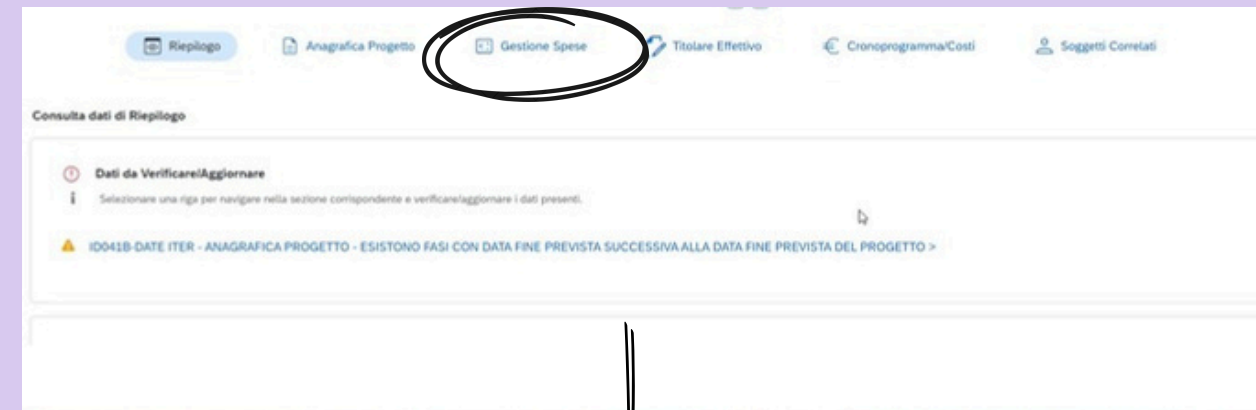 Riepilogo Anagrafica Progetto Gestione Spese Titolare Effettivo Cronoprogramma/Costi Soggetti Correlati
Consulta dati di Riepilogo
Dati da Verificare/Aggiornare
Selezionare una riga per navigare nella sezione corrispondente e verificare/aggiornare i dati presenti.
ID041B-DATE ITER - ANAGRAFICA PROGETTO - ESISTONO FASI CON DATA FINE PREVISTA SUCCESSIVA ALLA DATA FINE PREVISTA DEL PROGETTO >